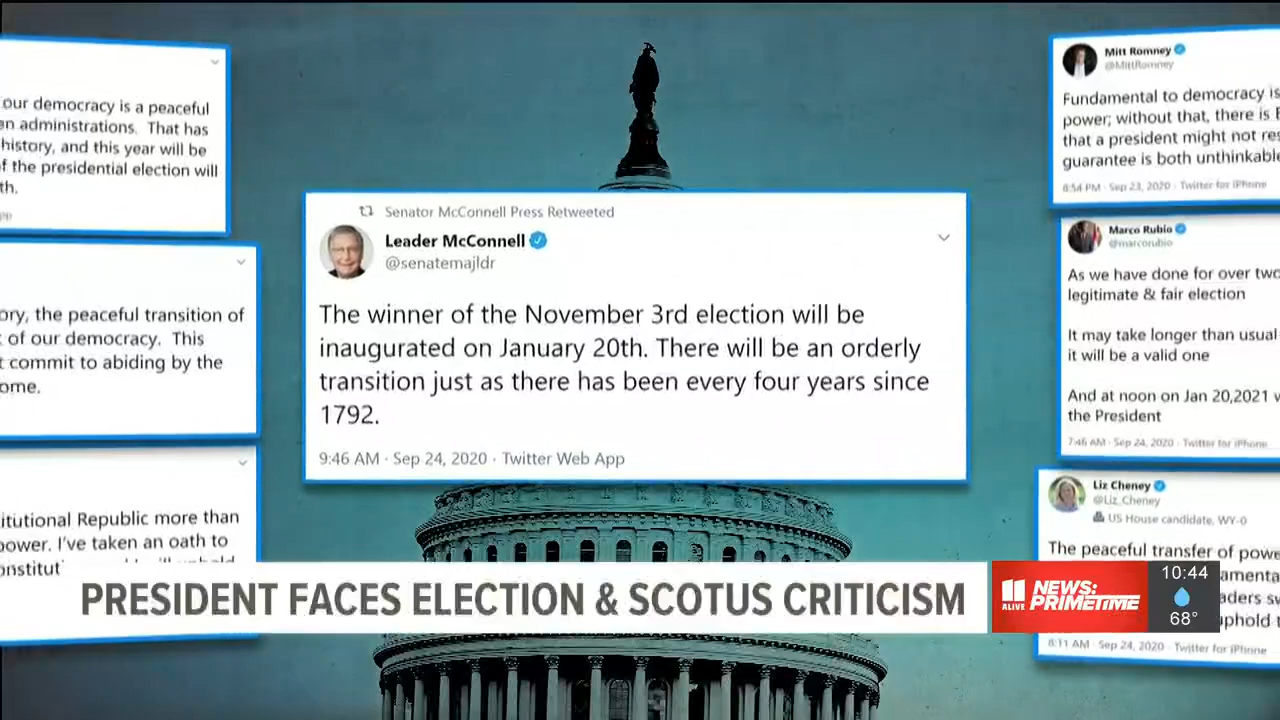 our democracy is a peaceful
administrations. That has
history, and this year will be
the presidential election will
th.
ory, the peaceful transition of
of our democracy. This
commit to abiding by the
ome.
itutional Republic more than
power. I've taken an oath to
onstitut
Senator McConnell Press Retweeted
Leader McConnell
@senatemajldr
The winner of the November 3rd election will be
inaugurated on January 20th. There will be an orderly
transition just as there has been every four years since
1792.
9:46 AM · Sep 24, 2020 · Twitter Web App
Mitt Romney
@MittRomney
Fundamental to democracy is
power; without that, there is
that a president might not res
guarantee is both unthinkabl
8:54 PM · Sep 23, 2020 · Twitter for iPhone
Marco Rubio
@marcorubio
As we have done for over two
legitimate & fair election
It may take longer than usual
it will be a valid one
And at noon on Jan 20,2021 w
the President
7:46 AM · Sep 24, 2020 · Twitter for iPhone
Liz Cheney
@Liz_Cheney
US House candidate, WY-0
The peaceful transfer of powe
amenta
aders sw
uphold t
8:11 AM · Sep 24, 2020 · Twitter for iPhone
PRESIDENT FACES ELECTION & SCOTUS CRITICISM
11 ALIVE NEWS: PRIMETIME
10:44
68°